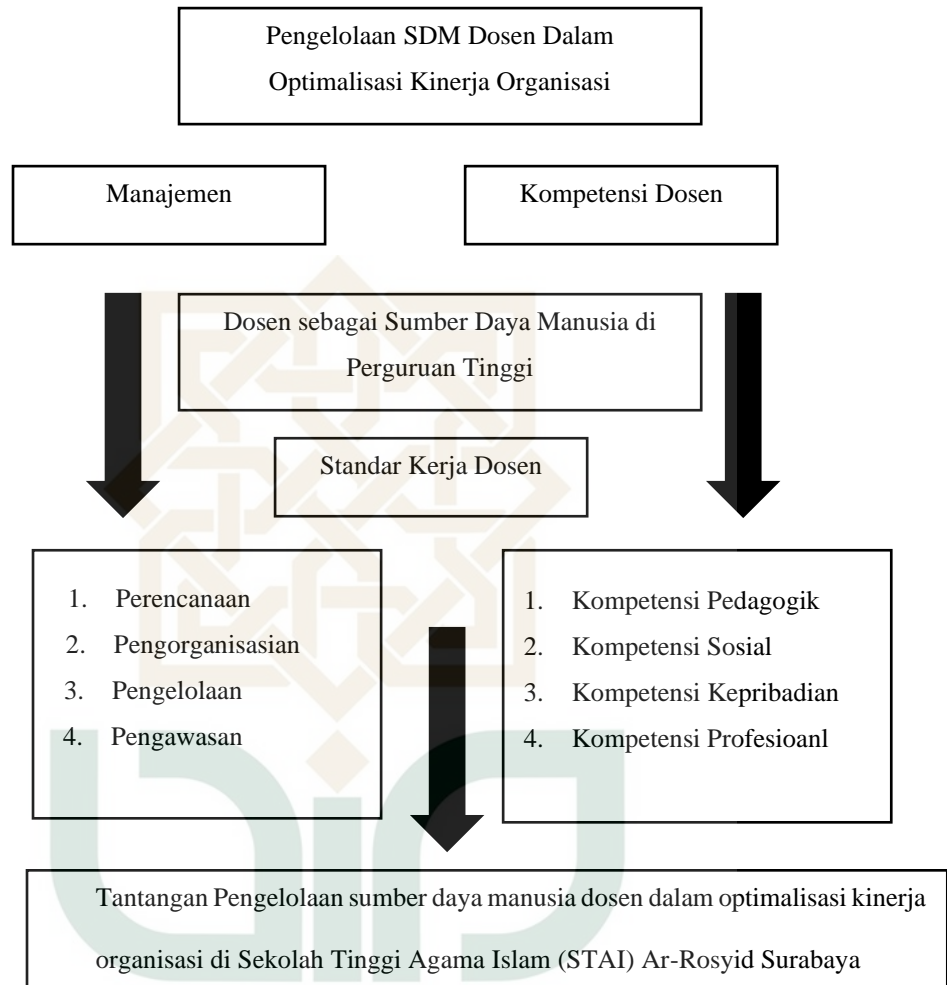 Pengelolaan SDM Dosen Dalam
Optimalisasi Kinerja Organisasi
Manajemen
Kompetensi Dosen
Dosen sebagai Sumber Daya Manusia di
Perguruan Tinggi
Standar Kerja Dosen
1. Perencanaan
2. Pengorganisasian
3. Pengelolaan
4. Pengawasan
1. Kompetensi Pedagogik
2. Kompetensi Sosial
3. Kompetensi Kepribadian
4. Kompetensi Profesioanl
Tantangan Pengelolaan sumber daya manusia dosen dalam optimalisasi kinerja
organisasi di Sekolah Tinggi Agama Islam (STAI) Ar-Rosyid Surabaya